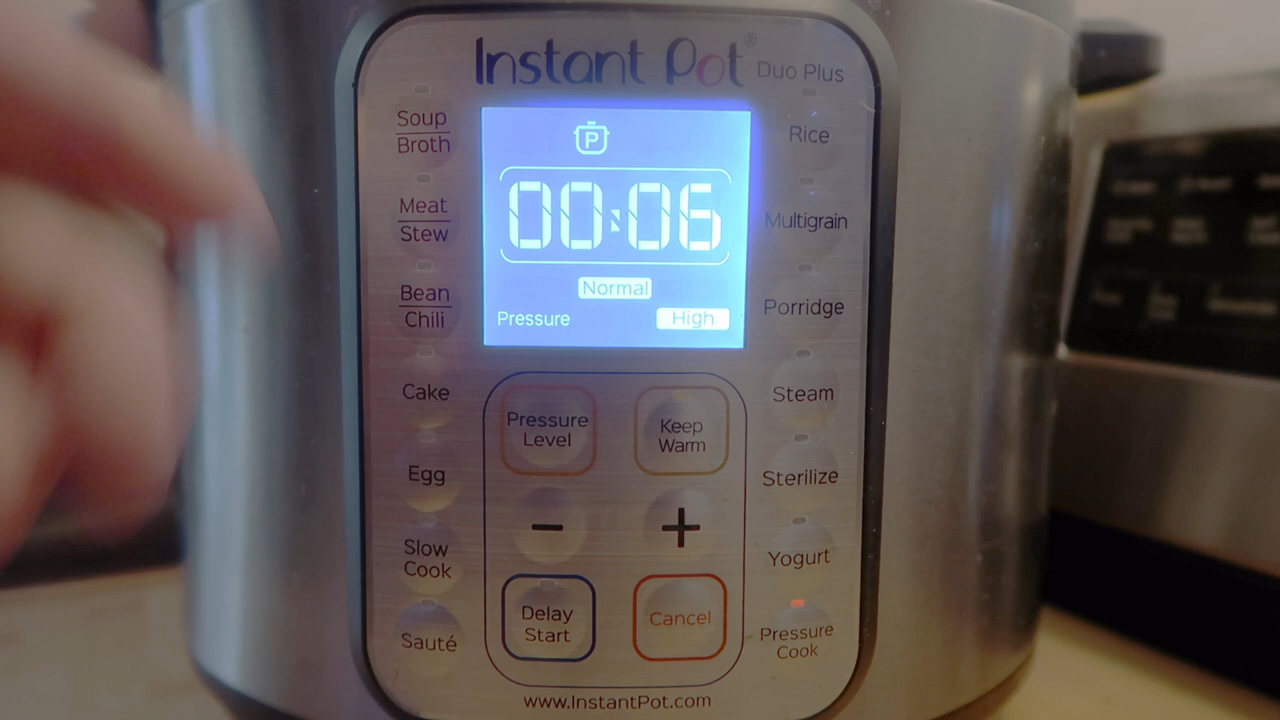 Instant Pot® Duo Plus
Soup
Broth
Meat
Stew
Bean
Chili
Cake
Egg
Slow
Cook
Sauté
P
00:06
Normal
Pressure High
Pressure
Level
Keep
Warm
-
+
Delay
Start
Cancel
Rice
Multigrain
Porridge
Steam
Sterilize
Yogurt
Pressure
Cook
www.InstantPot.com